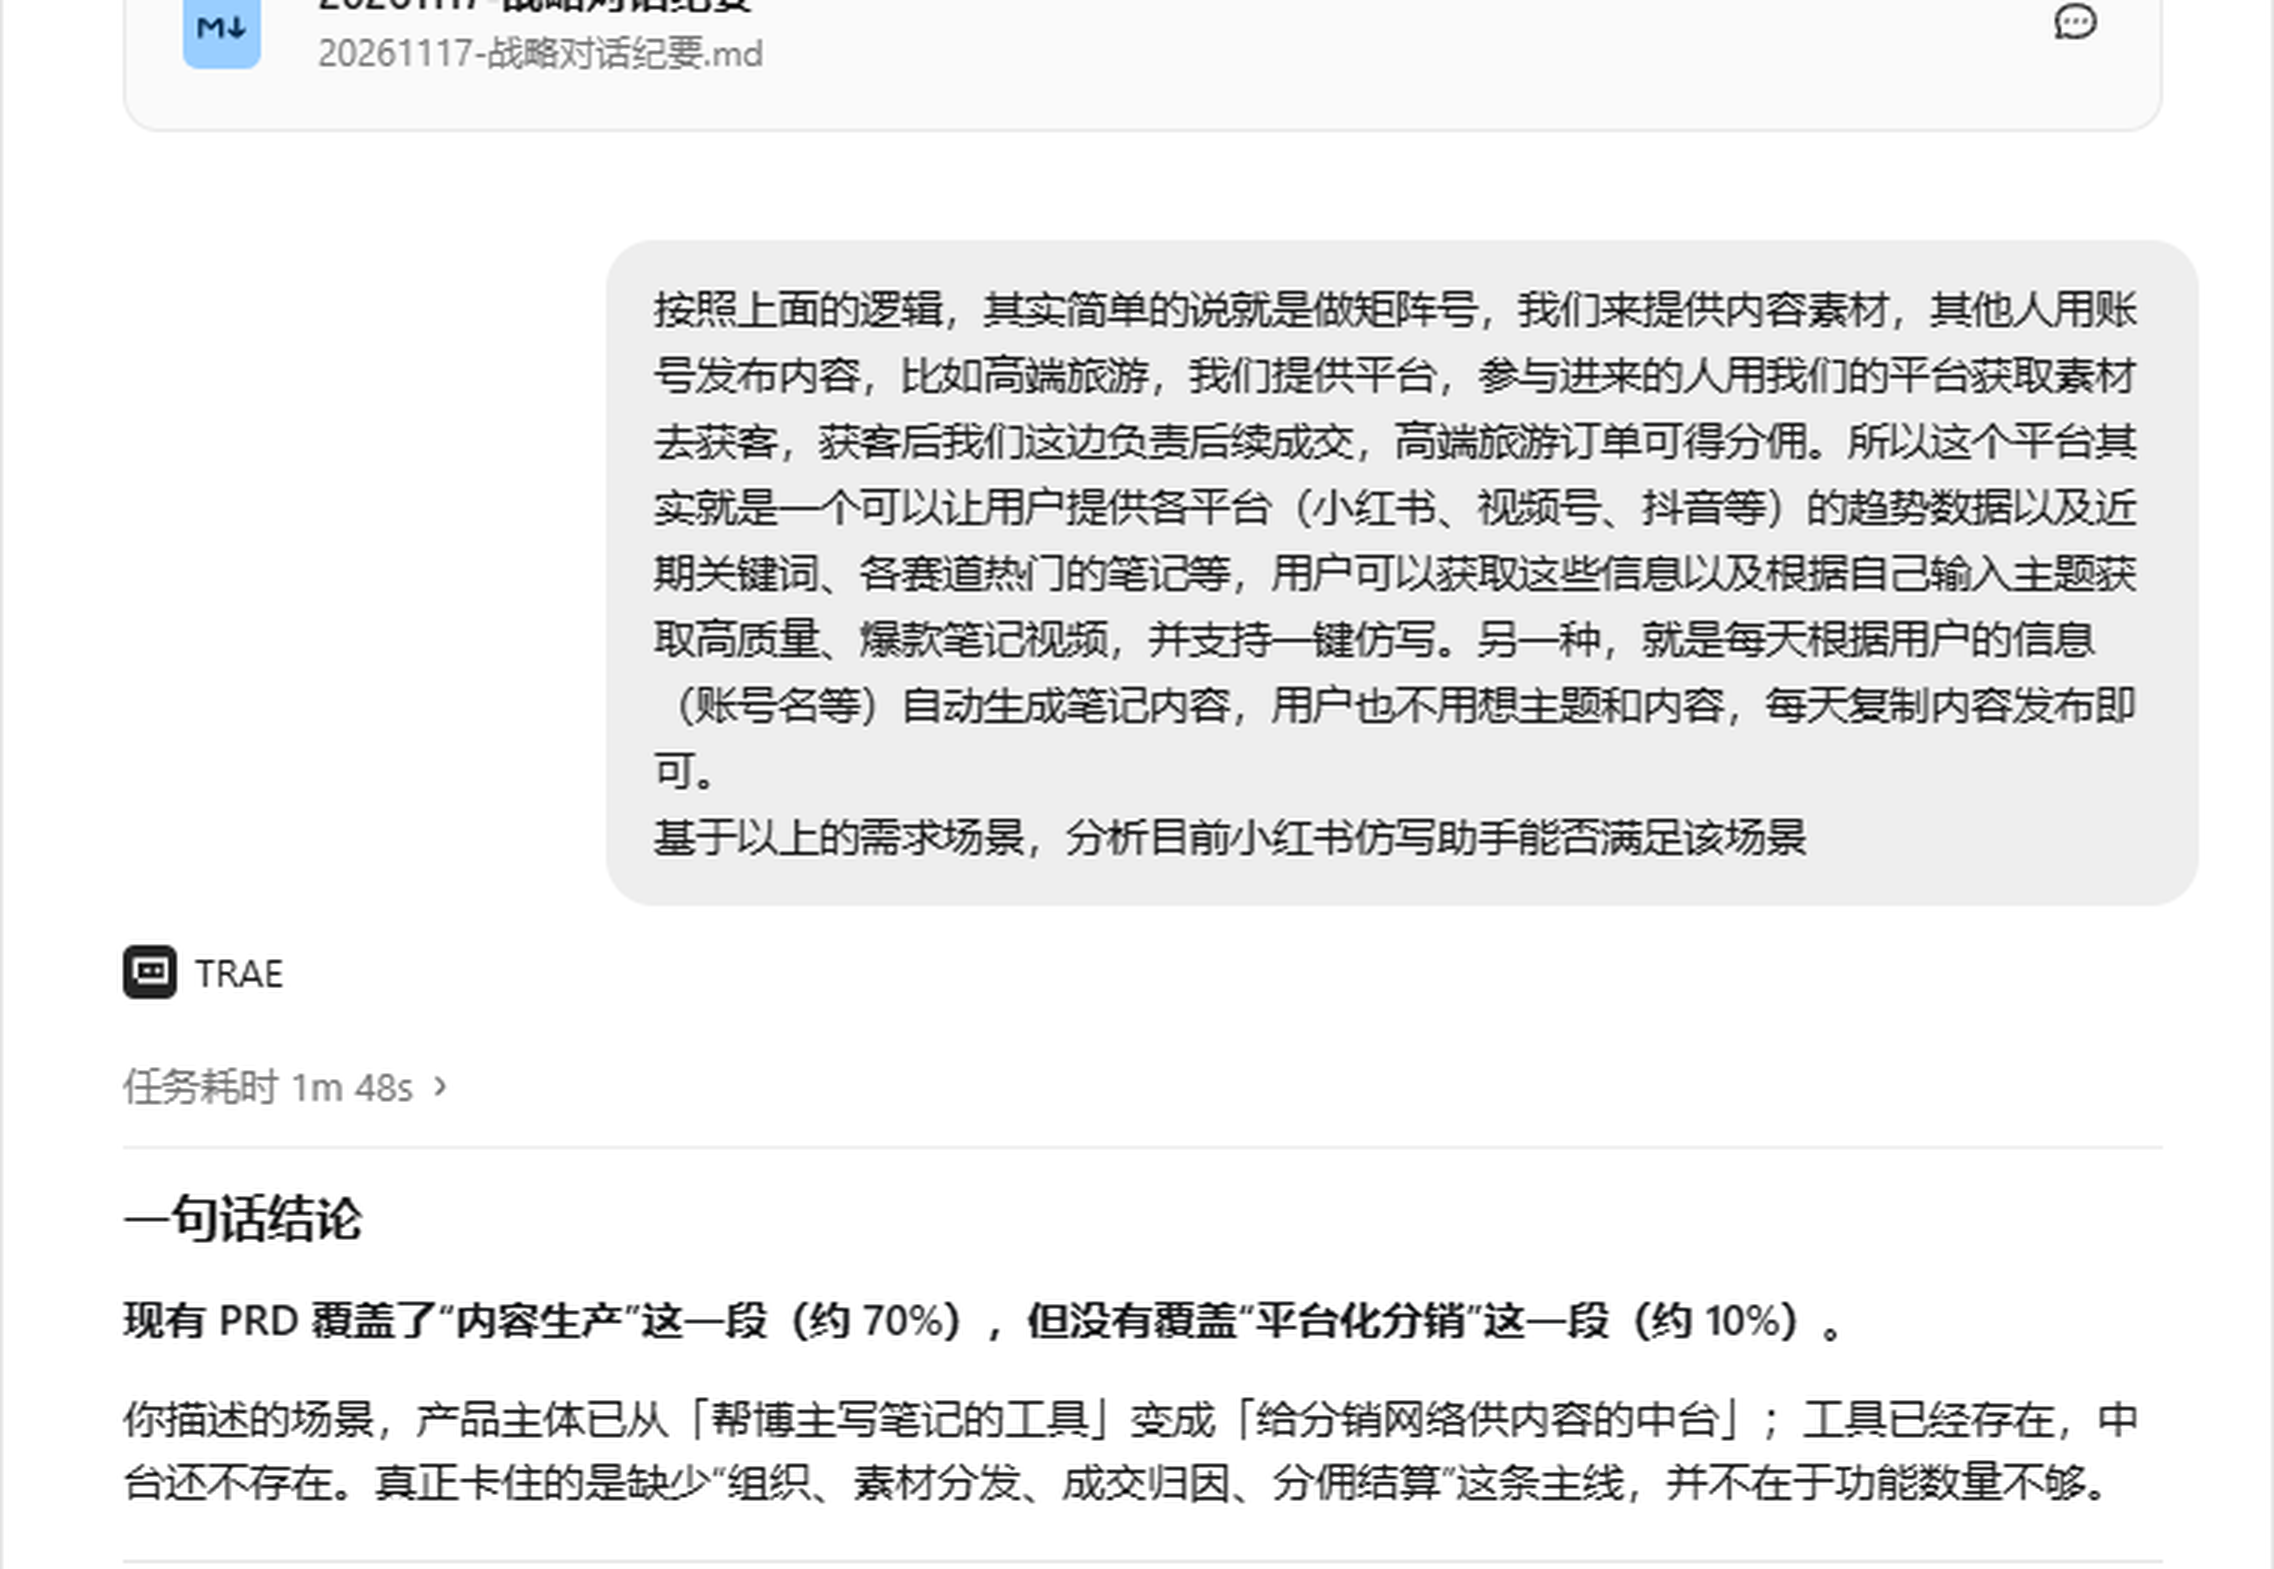 20261117-战略对话纪要
M↓
20261117-战略对话纪要.md
按照上面的逻辑，其实简单的说就是做矩阵号，我们来提供内容素材，其他人用账
号发布内容，比如高端旅游，我们提供平台，参与进来的人用我们的平台获取素材
去获客，获客后我们这边负责后续成交，高端旅游订单可得分佣。所以这个平台其
实就是一个可以让用户提供各平台（小红书、视频号、抖音等）的趋势数据以及近
期关键词、各赛道热门的笔记等，用户可以获取这些信息以及根据自己输入主题获
取高质量、爆款笔记视频，并支持一键仿写。另一种，就是每天根据用户的信息
（账号名等）自动生成笔记内容，用户也不用想主题和内容，每天复制内容发布即
可。
基于以上的需求场景，分析目前小红书仿写助手能否满足该场景
TRAE
任务耗时 1m 48s ›
一句话结论
现有 PRD 覆盖了“内容生产”这一段（约 70%），但没有覆盖“平台化分销”这一段（约 10%）。
你描述的场景，产品主体已从「帮博主写笔记的工具」变成「给分销网络供内容的中台」；工具已经存在，中
台还不存在。真正卡住的是缺少“组织、素材分发、成交归因、分佣结算”这条主线，并不在于功能数量不够。